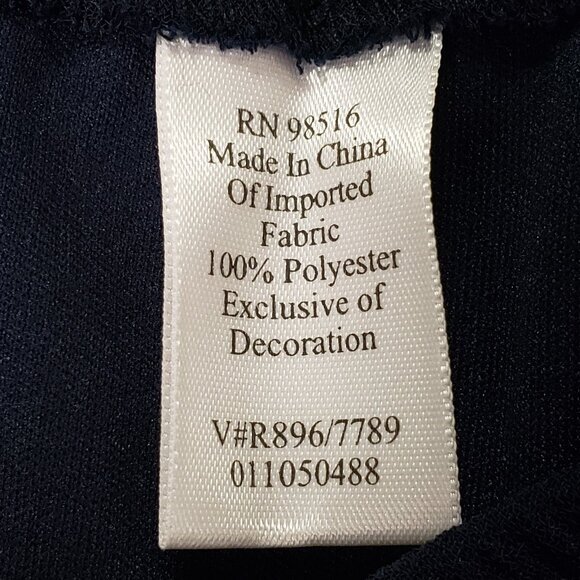 RN 98516
Made In China
Of Imported
Fabric
100% Polyester
Exclusive of
Decoration
V#R896/7789
011050488